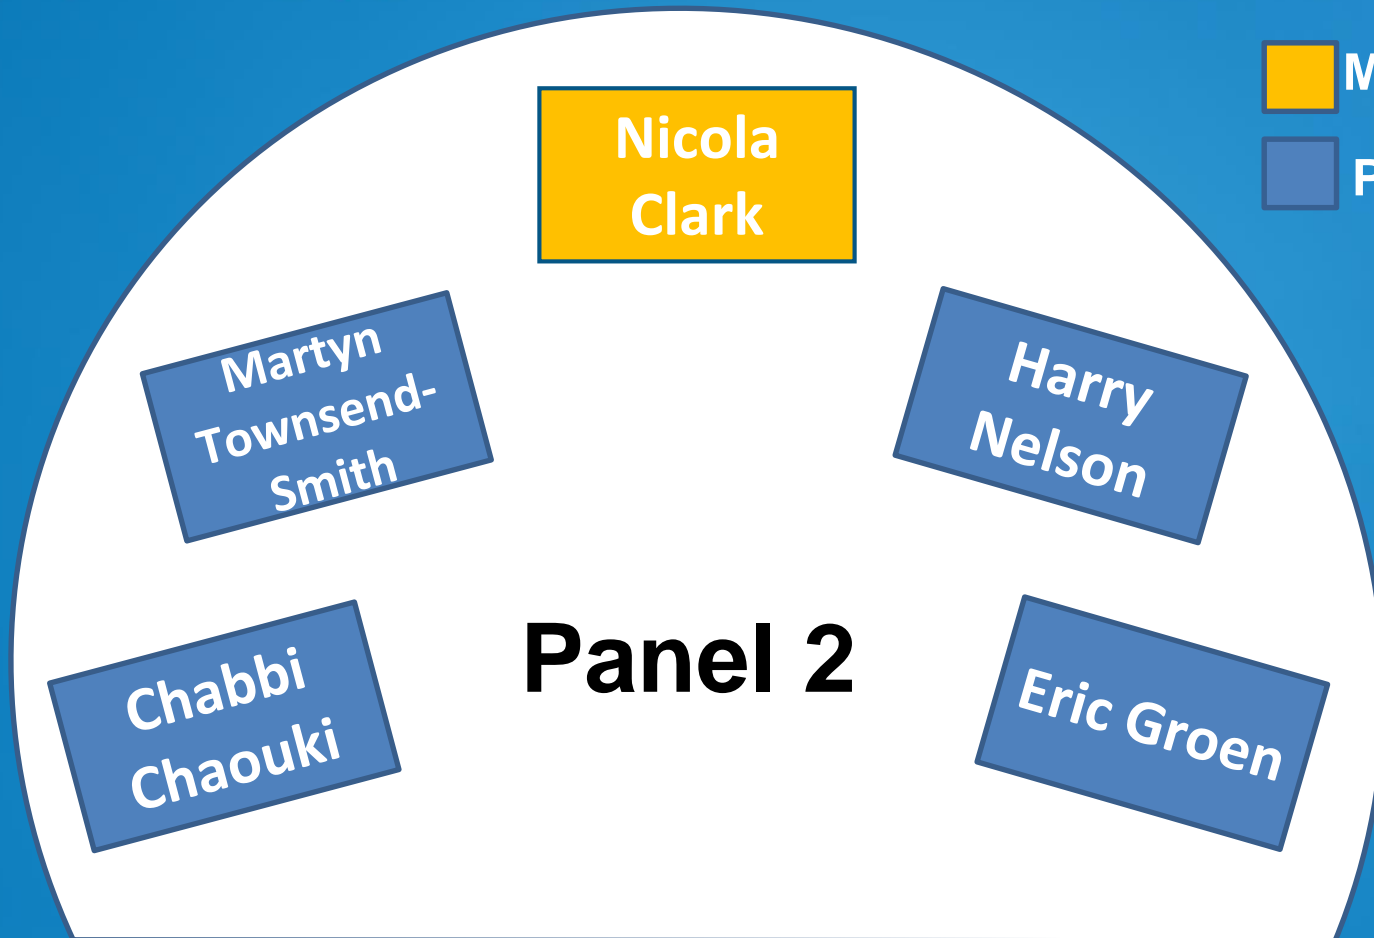 M
P
Nicola
Clark
Martyn
Townsend-
Smith
Harry
Nelson
Chabbi
Chaouki
Panel 2
Eric Groen